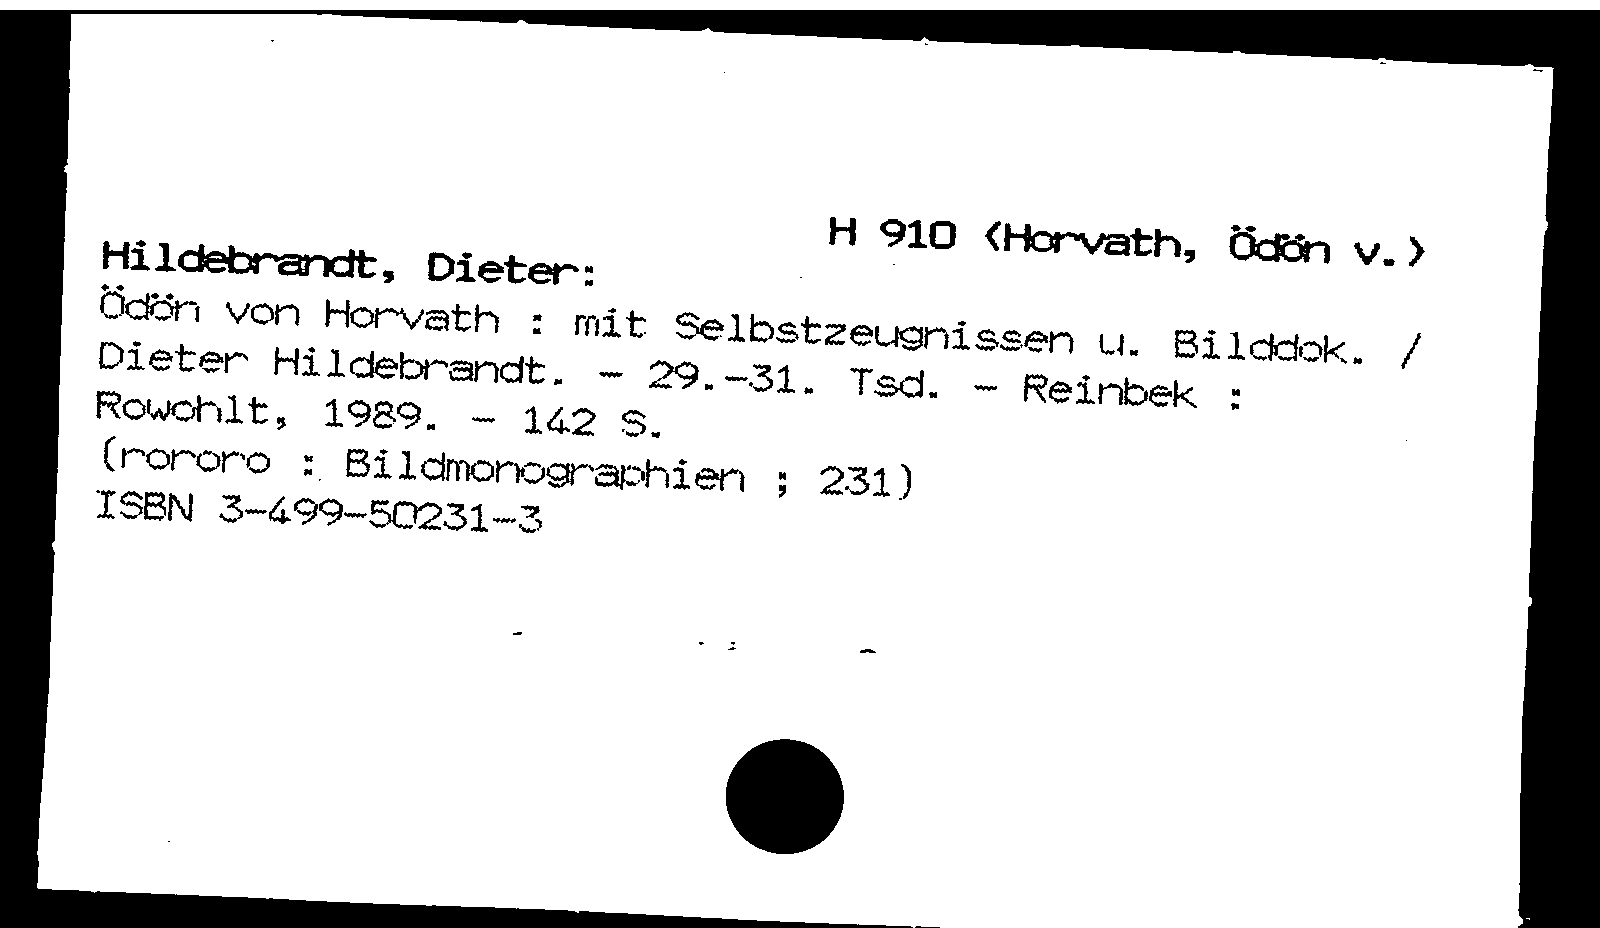 H 910 <Horvath, Ödön v.>
Hildebrandt, Dieter:
Ödön von Horvath : mit Selbstzeugnissen u. Bilddok. /
Dieter Hildebrandt. - 29.-31. Tsd. - Reinbek :
Rowohlt, 1989. - 142 S.
(rororo : Bildmonographien ; 231)
ISBN 3-499-50231-3